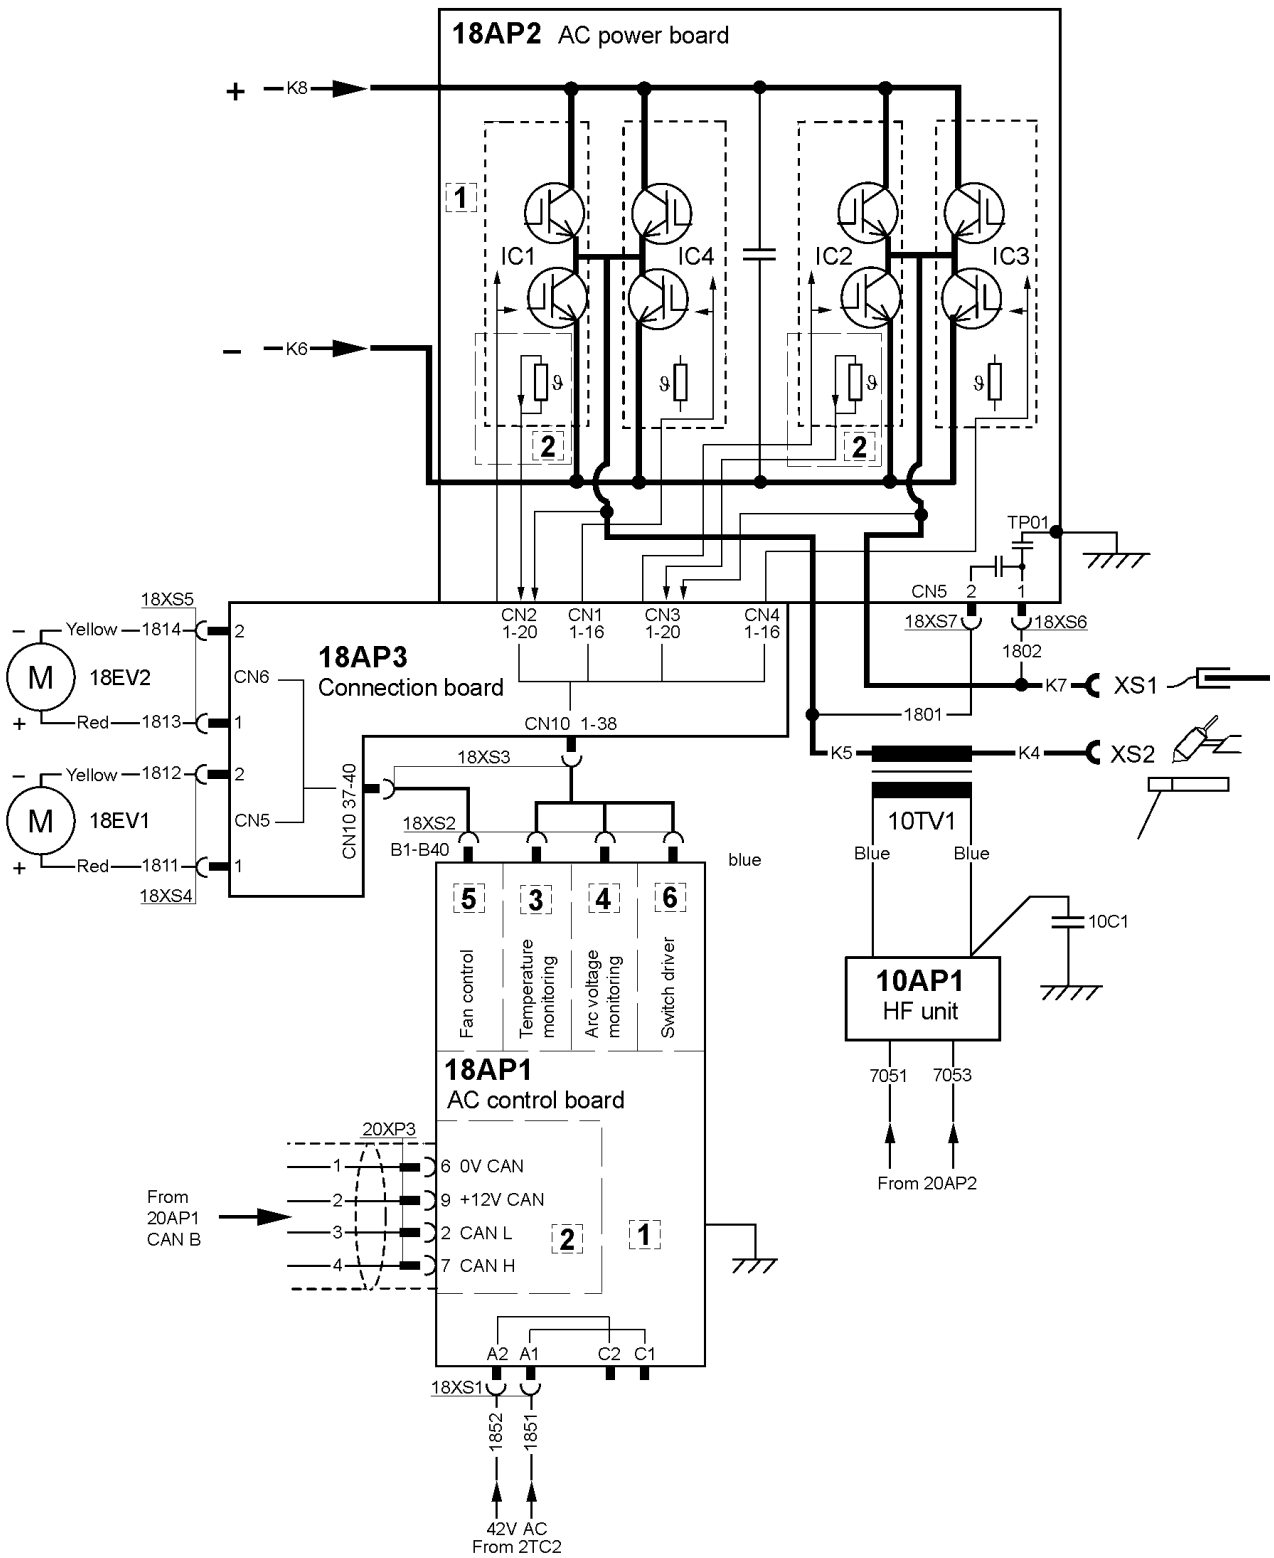 18AP2 AC power board
+ K8
1
IC1 IC4 IC2 IC3
- K6
ϑ ϑ ϑ ϑ
2 2
TP01
CN5 2 1
18XS7 18XS6
1802
CN2 CN1 CN3 CN4
1-20 1-16 1-20 1-16
18XS5
- Yellow 1814 2
M 18EV2
CN6
+ Red 1813 1
18AP3
Connection board
CN10 1-38
K7 XS1
1801
K5 K4 XS2
18XS3
- Yellow 1812 2
M 18EV1
CN5
+ Red 1811 1
18XS4
CN10 37-40
18XS2
B1-B40
blue
10TV1
Blue Blue
5 3 4 6
Fan control
Temperature
monitoring
Arc voltage
monitoring
Switch driver
10C1
10AP1
HF unit
7051 7053
From 20AP2
18AP1
AC control board
20XP3
1 6 0V CAN
2 9 +12V CAN
3 2 CAN L
4 7 CAN H
From
20AP1
CAN B
2 1
A2 A1 C2 C1
18XS1
1852 1851
42V AC
From 2TC2